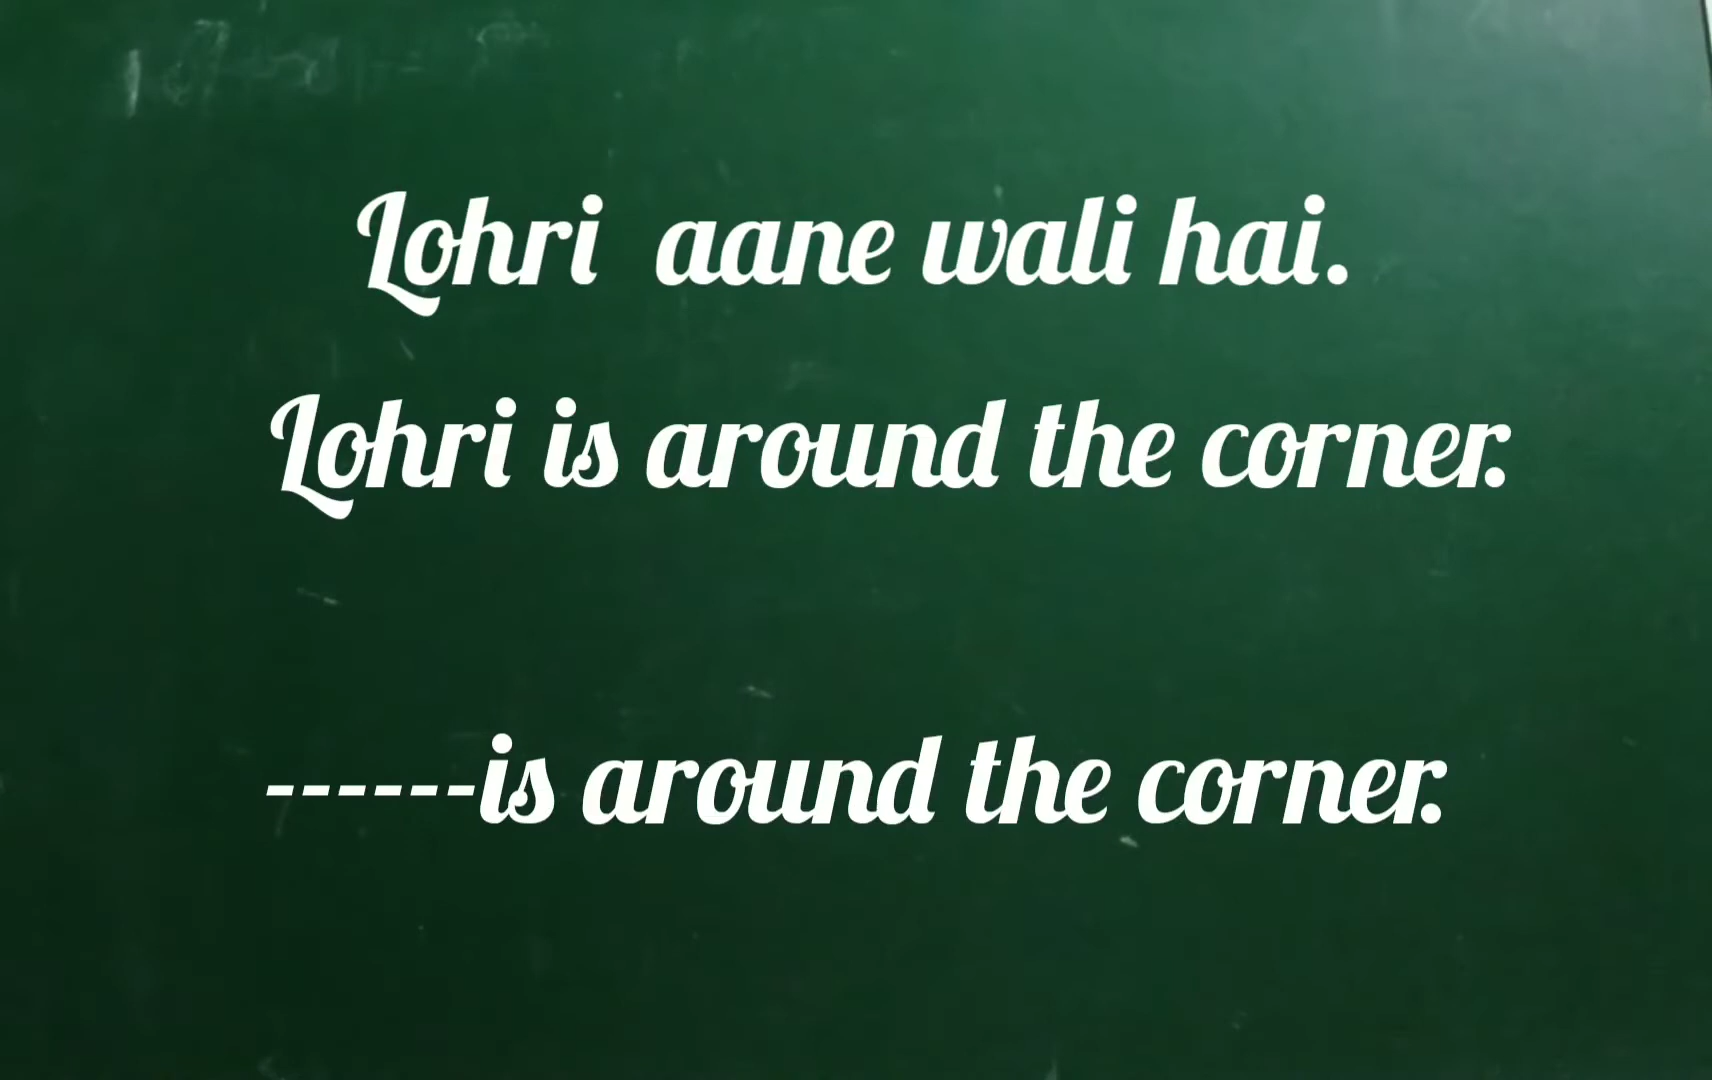 Lohri aane wali hai.
Lohri is around the corner.
------is around the corner.